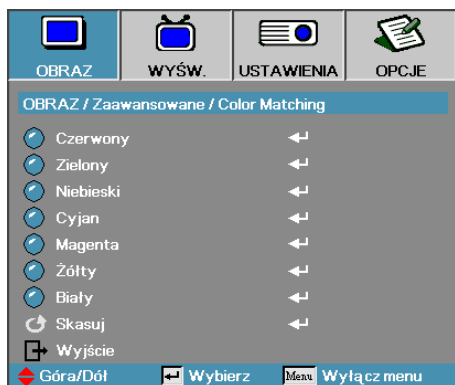 OBRAZ WYŚW. USTAWIENIA OPCJE
OBRAZ / Zaawansowane / Color Matching
Czerwony
Zielony
Niebieski
Cyjan
Magenta
Żółty
Biały
Skasuj
Wyjście
Góra/Dół Wybierz Menu Wyłącz menu